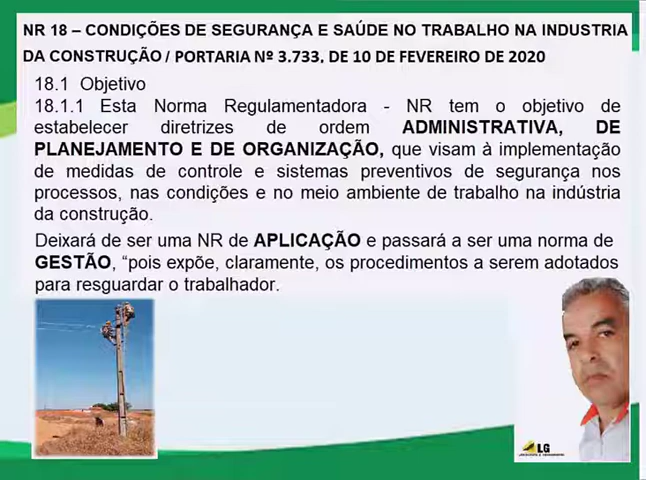 NR 18 – CONDIÇÕES DE SEGURANÇA E SAÚDE NO TRABALHO NA INDUSTRIA
DA CONSTRUÇÃO / PORTARIA Nº 3.733, DE 10 DE FEVEREIRO DE 2020
18.1 Objetivo
18.1.1 Esta Norma Regulamentadora - NR tem o objetivo de
estabelecer diretrizes de ordem ADMINISTRATIVA, DE
PLANEJAMENTO E DE ORGANIZAÇÃO, que visam à implementação
de medidas de controle e sistemas preventivos de segurança nos
processos, nas condições e no meio ambiente de trabalho na indústria
da construção.
Deixará de ser uma NR de APLICAÇÃO e passará a ser uma norma de
GESTÃO, “pois expõe, claramente, os procedimentos a serem adotados
para resguardar o trabalhador.
LG